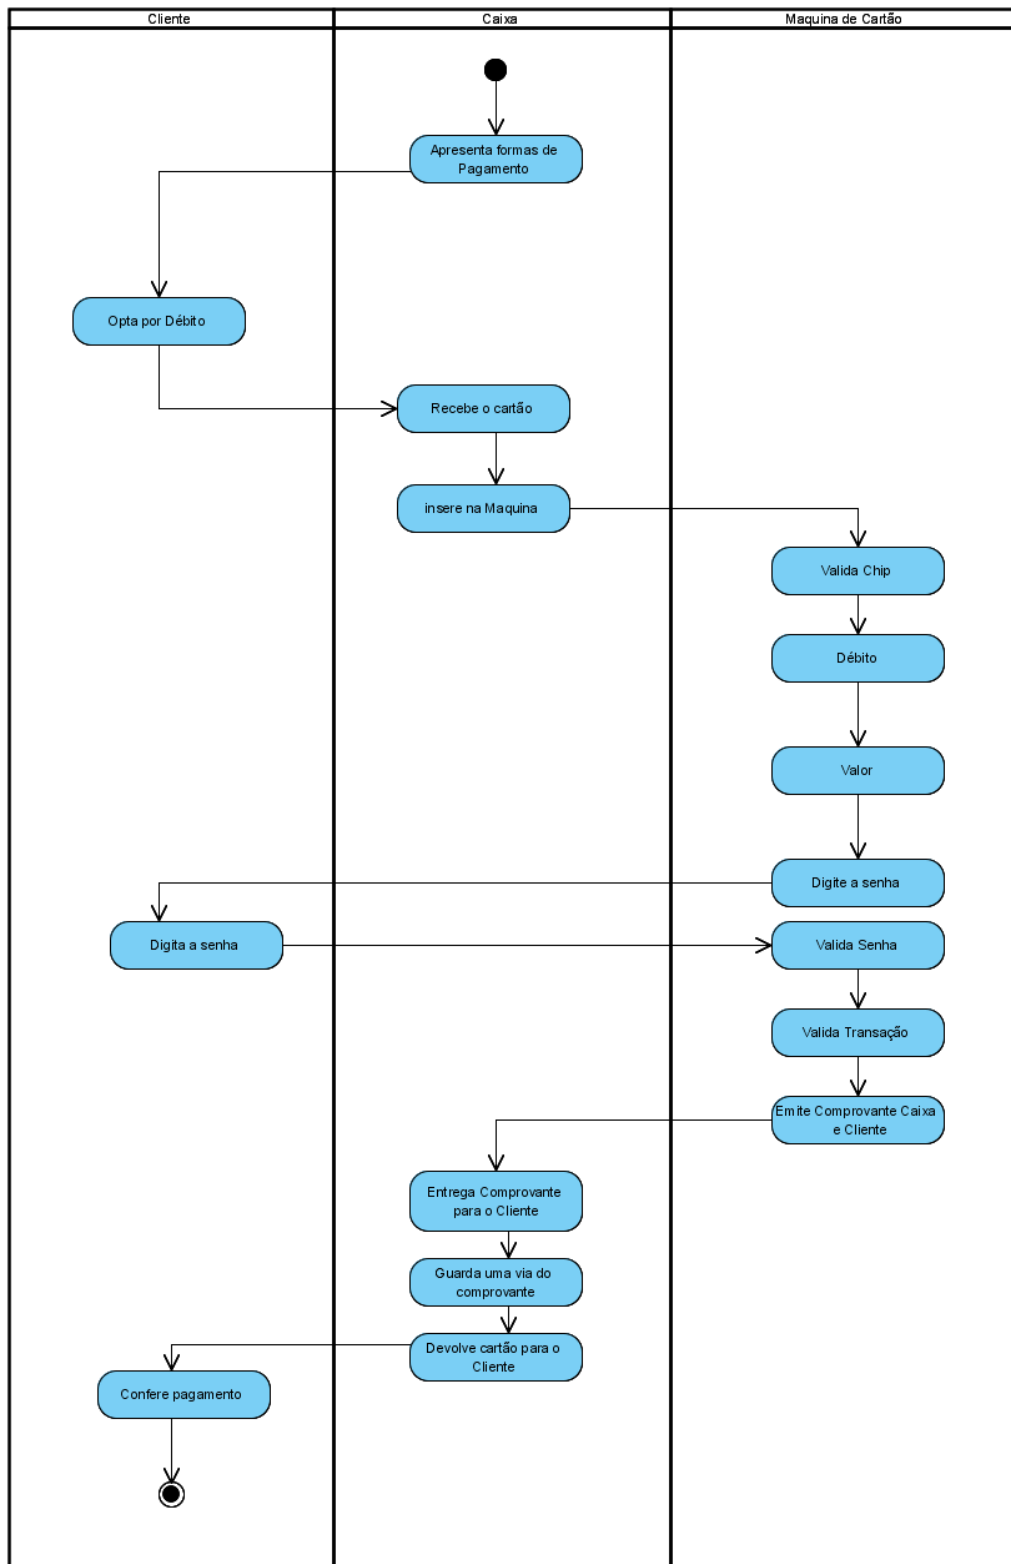 Cliente
Caixa
Maquina de Cartão
Apresenta formas de
Pagamento
Opta por Débito
Recebe o cartão
insere na Maquina
Valida Chip
Débito
Valor
Digite a senha
Digita a senha
Valida Senha
Valida Transação
Emite Comprovante Caixa
e Cliente
Entrega Comprovante
para o Cliente
Guarda uma via do
comprovante
Devolve cartão para o
Cliente
Confere pagamento